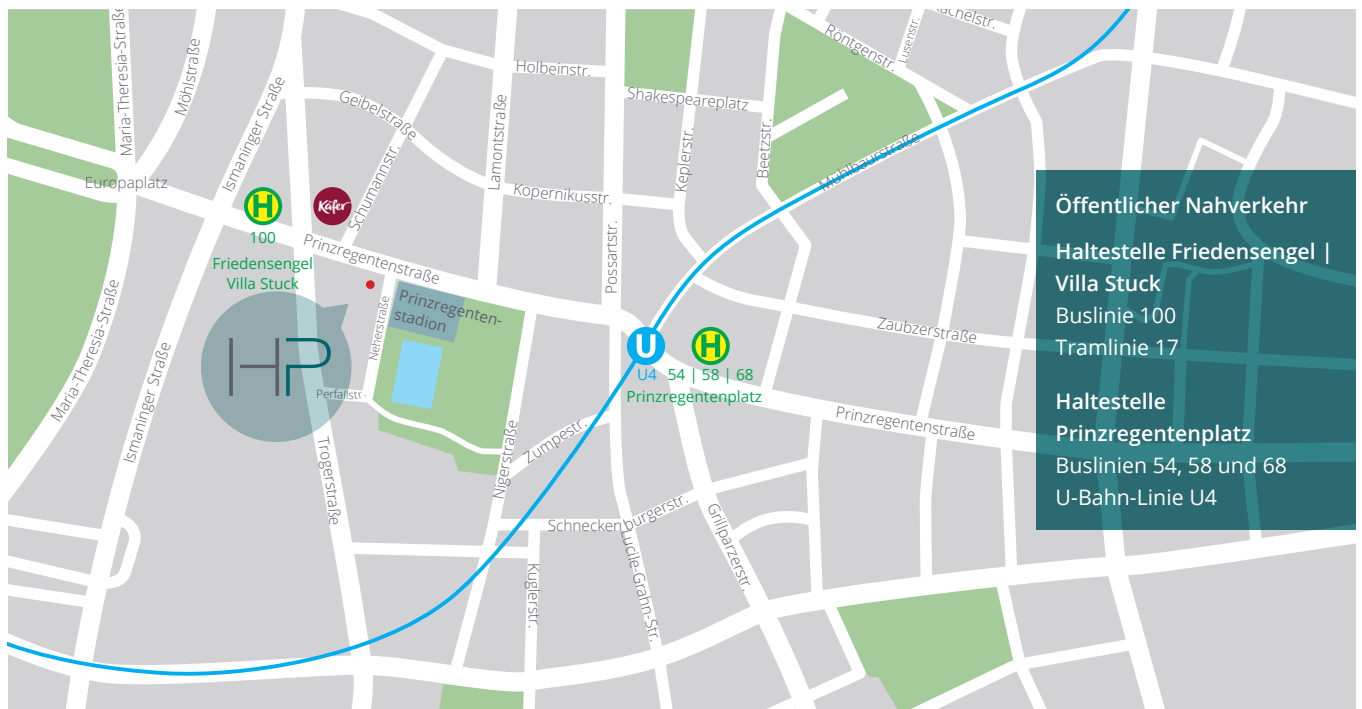 Maria-Theresia-Straße
Möhlstraße
Ismaninger Straße
Geibelstraße
Schumannstr.
Lamontstraße
Holbeinstr.
Shakespeareplatz
Keplerstr.
Beetzstr.
Röntgenstr.
Lusenstr.
Mühlbaurstraße
Europaplatz
Kopernikusstr.
Possartstr.
H
100
Friedensengel
Villa Stuck
Käfer
Prinzregentenstraße
Prinzregenten-
stadion
Neherstraße
HP
Perfallstr.
Maria-Theresia-Straße
Ismaninger Straße
Trogerstraße
Nigerstraße
Zumpestr.
U
U4
H
54 | 58 | 68
Prinzregentenplatz
Zaubzerstraße
Prinzregentenstraße
Schneckenburgerstr.
Grillparzerstr.
Lucile-Grahn-Str.
Kuglerstr.
Öffentlicher Nahverkehr
Haltestelle Friedensengel |
Villa Stuck
Buslinie 100
Tramlinie 17
Haltestelle
Prinzregentenplatz
Buslinien 54, 58 und 68
U-Bahn-Linie U4